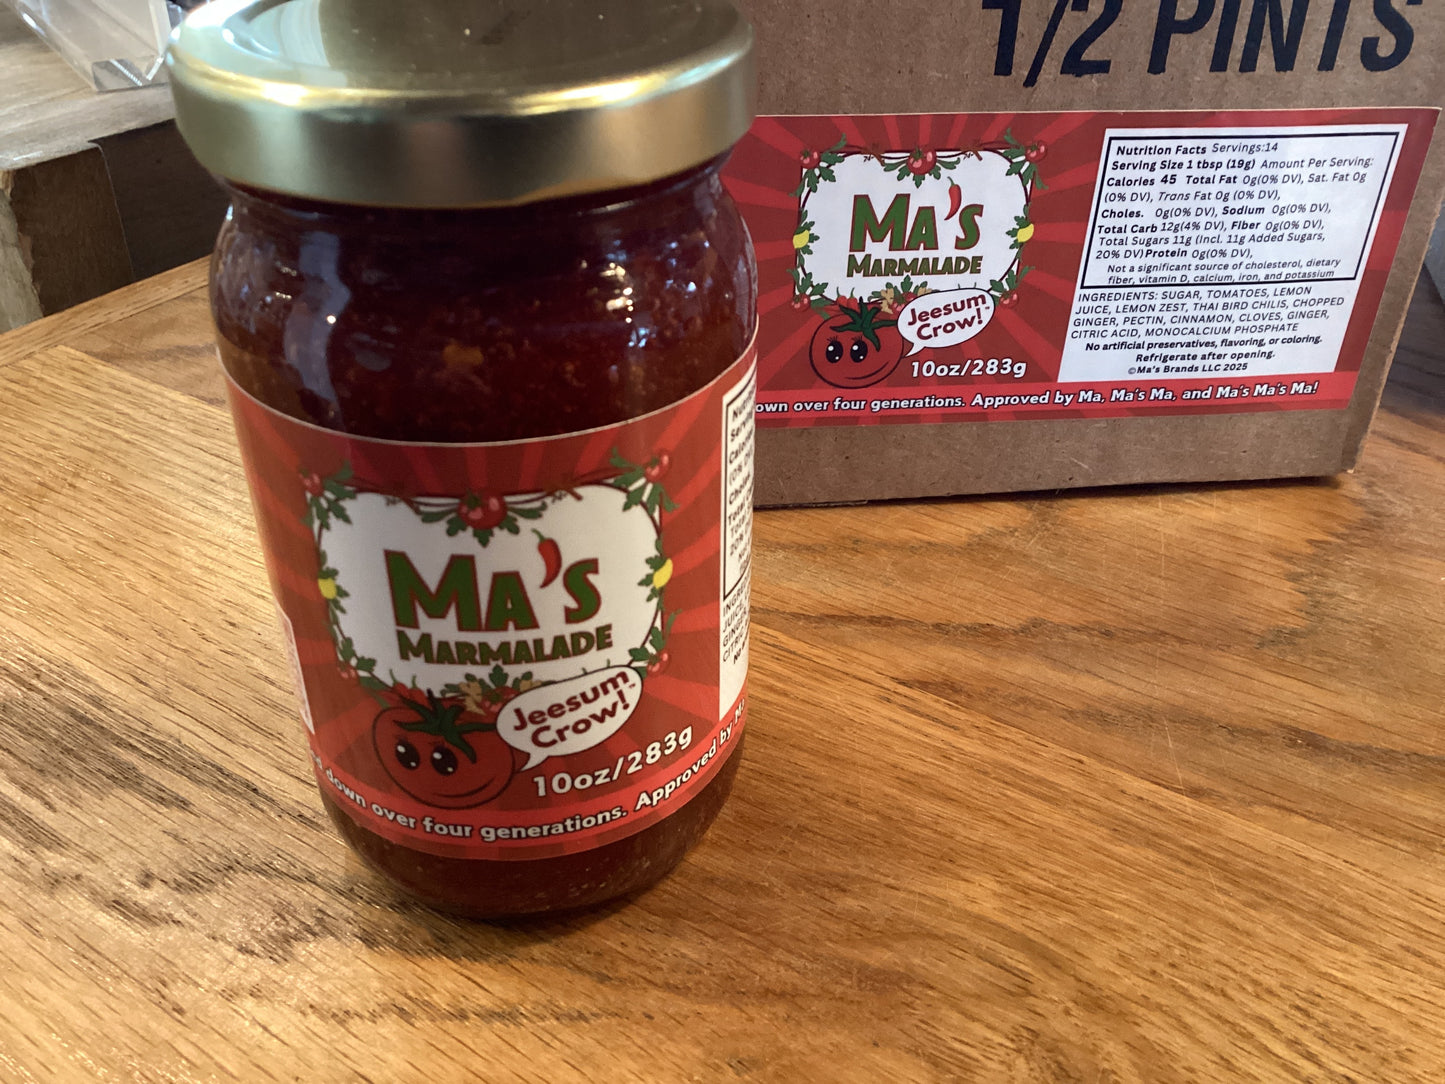 1/2 PINTS
MA'S
MARMALADE
Jeesum
Crow!™
10oz/283g
own over four generations. Approved by Ma, Ma's Ma, and Ma's Ma's Ma!
Nutrition Facts Servings:14
Serving Size 1 tbsp (19g) Amount Per Serving:
Calories 45 Total Fat 0g(0% DV), Sat. Fat 0g
(0% DV), Trans Fat 0g (0% DV),
Choles. 0g(0% DV), Sodium 0g(0% DV),
Total Carb 12g(4% DV), Fiber 0g(0% DV),
Total Sugars 11g (Incl. 11g Added Sugars,
20% DV) Protein 0g(0% DV),
Not a significant source of cholesterol, dietary
fiber, vitamin D, calcium, iron, and potassium
INGREDIENTS: SUGAR, TOMATOES, LEMON
JUICE, LEMON ZEST, THAI BIRD CHILIS, CHOPPED
GINGER, PECTIN, CINNAMON, CLOVES, GINGER,
CITRIC ACID, MONOCALCIUM PHOSPHATE
No artificial preservatives, flavoring, or coloring.
Refrigerate after opening.
©Ma's Brands LLC 2025
MA'S
MARMALADE
Jeesum
Crow!™
10oz/283g
down over four generations. Approved by M